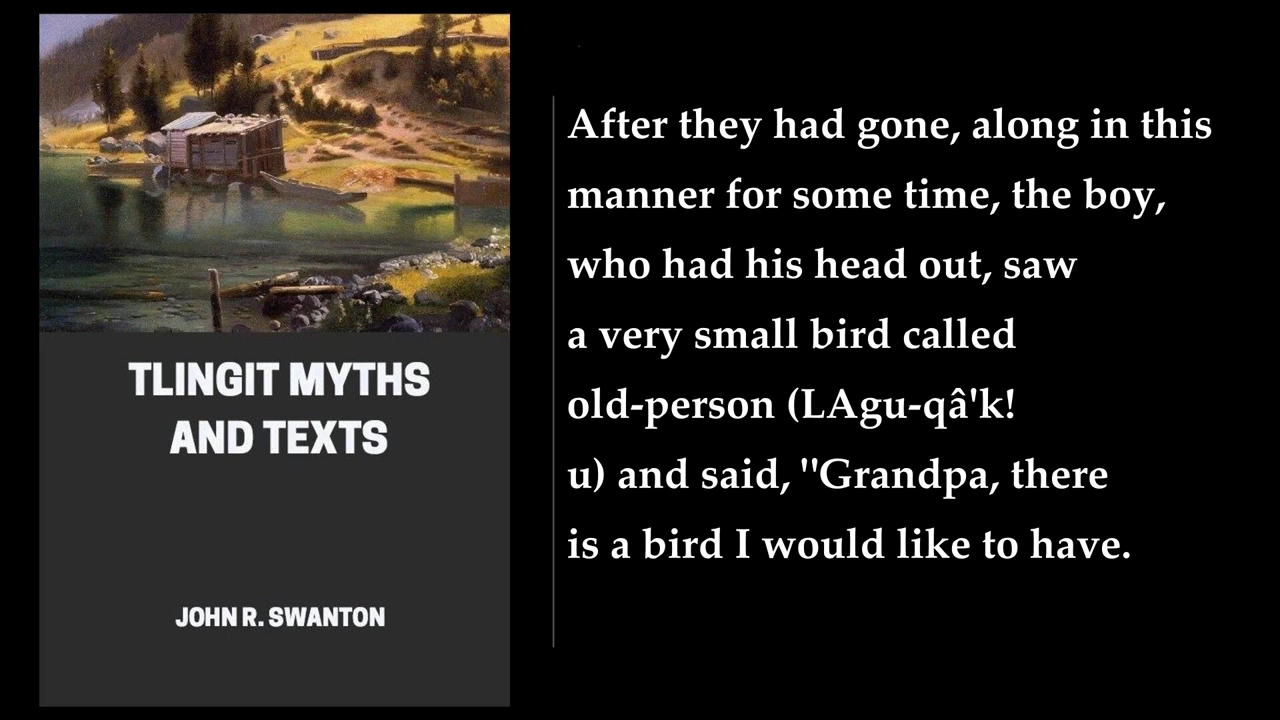 TLINGIT MYTHS
AND TEXTS
JOHN R. SWANTON
After they had gone, along in this
manner for some time, the boy,
who had his head out, saw
a very small bird called
old-person (LAgu-qâ'k!
u) and said, "Grandpa, there
is a bird I would like to have.